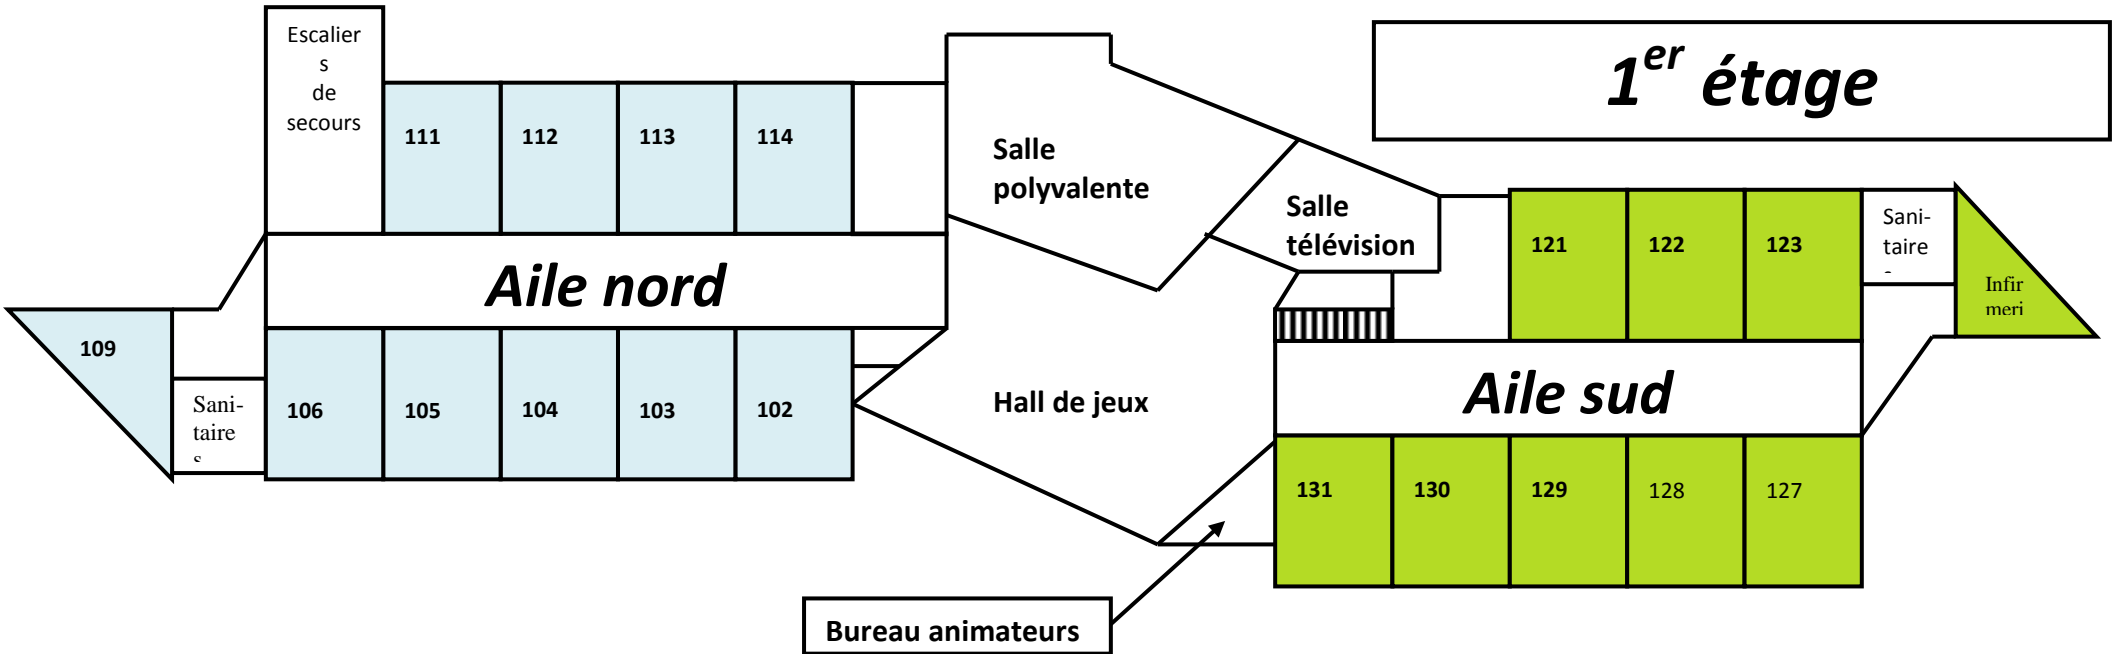 1er étage
Escalier
s
de
secours
111
112
113
114
Salle
polyvalente
Salle
télévision
121
122
123
Sani-
taire
Infir
meri
Aile nord
109
Sani-
taire
106
105
104
103
102
Hall de jeux
Aile sud
131
130
129
128
127
Bureau animateurs